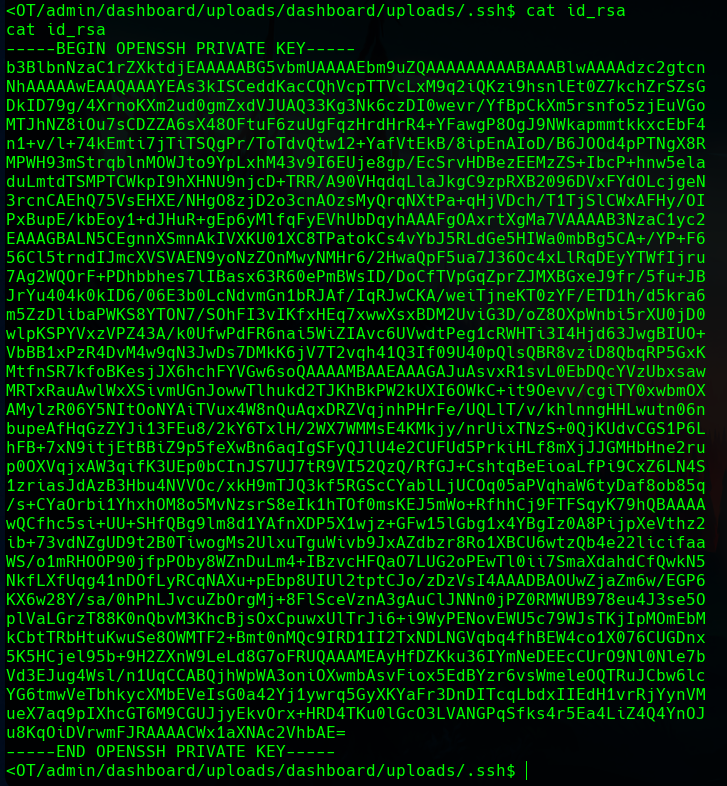 <OT/admin/dashboard/uploads/dashboard/uploads/.ssh$ cat id_rsa
cat id_rsa
-----BEGIN OPENSSH PRIVATE KEY-----
b3BlbnNzaC1rZXktdjEAAAAABG5vbmUAAAAEbm9uZQAAAAAAAAABAAABlwAAAAdzc2gtcn
NhAAAAAwEAAQAAAYEAs3kISCeddKacCQhVcpTTVcLxM9q2iQKzi9hsnlEt0Z7kchZrSZsG
DkID79g/4XrnoKXm2ud0gmZxdVJUAQ33Kg3Nk6czDI0wevr/YfBpCkXm5rsnfo5zjEuVGo
MTJhNZ8iOu7sCDZZA6sX48OFtuF6zuUgFqzHrdHrR4+YFawgP8OgJ9NWkapmmtkkxcEbF4
n1+v/l+74kEmti7jTiTSQgPr/ToTdvQtw12+YafVtEkB/8ipEnAIoD/B6JOOd4pPTNgX8R
MPWH93mStrqblnMOWJto9YpLxhM43v9I6EUje8gp/EcSrvHDBezEEMzZS+IbcP+hnw5ela
duLmtdTSMPTCWkpI9hXHNU9njcD+TRR/A90VHqdqLlaJkgC9zpRXB2096DVxFYdOLcjgeN
3rcnCAEhQ75VsEHXE/NHgO8zjD2o3cnAOzsMyQrqNXtPa+qHjVDch/T1TjSlCWxAFHy/OI
PxBupE/kbEoy1+dJHuR+gEp6yMlfqFyEVhUbDqyhAAAFgOAxrtXgMa7VAAAAB3NzaC1yc2
EAAAGBALN5CEgnnXSmnAkIVXKU01XC8TPatokCs4vYbJ5RLdGe5HIWa0mbBg5CA+/YP+F6
56Cl5trndIJmcXVSVAEN9yoNzZOnMwyNMHr6/2HwaQpF5ua7J36Oc4xLlRqDEyYTWfIjru
7Ag2WQOrF+PDhbbhes7lIBasx63R60ePmBWsID/DoCfTVpGqZprZJMXBGxeJ9fr/5fu+JB
JrYu404k0kID6/06E3b0LcNdvmGn1bRJAf/IqRJwCKA/weiTjneKT0zYF/ETD1h/d5kra6
m5ZzDlibaPWKS8YTON7/SOhFI3vIKfxHEq7xwwXsxBDM2UviG3D/oZ8OXpWnbi5rXU0jD0
wlpKSPYVxzVPZ43A/k0UfwPdFR6nai5WiZIAvc6UVwdtPeg1cRWHTi3I4Hjd63JwgBIUO+
VbBB1xPzR4DvM4w9qN3JwDs7DMkK6jV7T2vqh41Q3If09U40pQlsQBR8vziD8QbqRP5GxK
MtfnSR7kfoBKesjJX6hchFYVGw6soQAAAAMBAAEAAAGAJuAsvxR1svL0EbDQcYVzUbxsaw
MRTxRauAwlWxXSivmUGnJowwTlhukd2TJKhBkPW2kUXI6OWkC+it9Oevv/cgiTY0xwbmOX
AMylzR06Y5NItOoNYAiTVux4W8nQuAqxDRZVqjnhPHrFe/UQLlT/v/khlnngHHLwutn06n
bupeAfHqGzZYJi13FEu8/2kY6TxlH/2WX7WMMsE4KMkjy/nrUixTNzS+0QjKUdvCGS1P6L
hFB+7xN9itjEtBBiZ9p5feXwBn6aqIgSFyQJlU4e2CUFUd5PrkiHLf8mXjJJGMHbHne2ru
p0OXVqjxAW3qifK3UEp0bCInJS7UJ7tR9VI52QzQ/RfGJ+CshtqBeEioaLfPi9CxZ6LN4S
1zriasJdAzB3Hbu4NVVOc/xkH9mTJQ3kf5RGScCYablLjUCOq05aPVqhaW6tyDaf8ob85q
/s+CYaOrbi1YhxhOM8o5MvNzsrS8eIk1hTOf0msKEJ5mWo+RfhhCj9FTFSqyK79hQBAAAA
wQCfhc5si+UU+SHfQBg9lm8d1YAfnXDP5X1wjz+GFw15lGbg1x4YBgIz0A8PijpXeVthz2
ib+73vdNZgUD9t2B0TiwogMs2UlxuTguWivb9JxAZdbzr8Ro1XBCU6wtzQb4e22licifaa
WS/o1mRHOOP90jfpPOby8WZnDuLm4+IBzvcHFQaO7LUG2oPEwTl0ii7SmaXdahdCfQwkN5
NkfLXfUqg41nDOfLyRCqNAXu+pEbp8UIUl2tptCJo/zDzVsI4AAADBAOUwZjaZm6w/EGP6
KX6w28Y/sa/0hPhLJvcuZbOrgMj+8FlSceVznA3gAuClJNNn0jPZ0RMWUB978eu4J3se5O
plVaLGrzT88K0nQbvM3KhcBjsOxCpuwxUlTrJi6+i9WyPENovEWU5c79WJsTKjIpMOmEbM
kCbtTRbHtuKwuSe8OWMTF2+Bmt0nMQc9IRD1II2TxNDLNGVqbq4fhBEW4co1X076CUGDnx
5K5HCjel95b+9H2ZXnW9LeLd8G7oFRUQAAAMEAyHfDZKku36IYmNeDEEcCUrO9Nl0Nle7b
Vd3EJug4Wsl/n1UqCCABQjhWpWA3oniOXwmbAsvFiox5EdBYzr6vsWmeleOQTRuJCbw6lc
YG6tmwVeTbhkycXMbEVeIsG0a42Yj1ywrq5GyXKYaFr3DnDITcqLbdxIIEdH1vrRjYynVM
ueX7aq9pIXhcGT6M9CGUJjyEkvOrx+HRD4TKu0lGcO3LVANGPqSfks4r5Ea4LiZ4Q4YnOJ
u8KqOiDVrwmFJRAAAACWx1aXNAc2VhbAE=
-----END OPENSSH PRIVATE KEY-----
<OT/admin/dashboard/uploads/dashboard/uploads/.ssh$